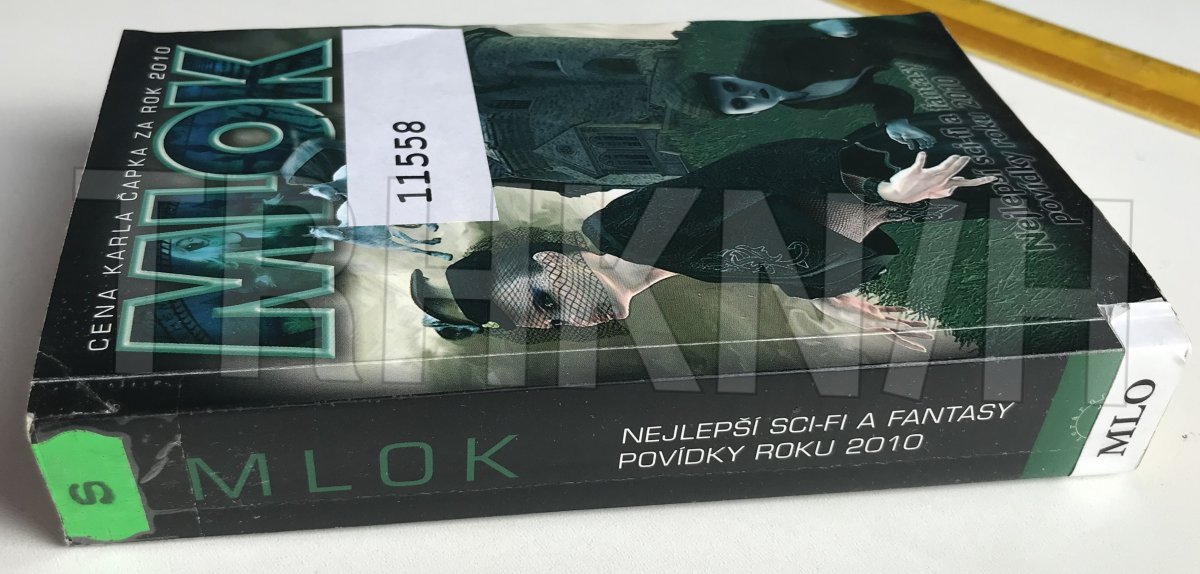 CENA KARLA ČAPKA ZA ROK 2010
MLOK
11558
Nejlepší sci-fi a fantasy
povídky roku 2010
TRHKNIH
S
MLOK
NEJLEPŠÍ SCI-FI A FANTASY
POVÍDKY ROKU 2010
MLO